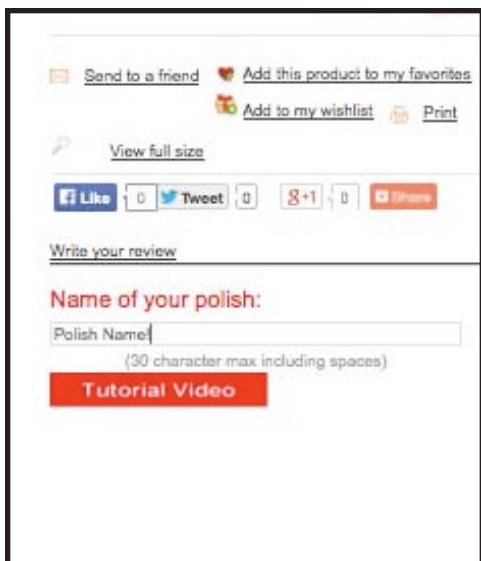 Send to a friend Add this product to my favorites
Add to my wishlist Print
View full size
Like 0 Tweet 0 g+1 0 Share
Write your review
Name of your polish:
Polish Name!
(30 character max including spaces)
Tutorial Video